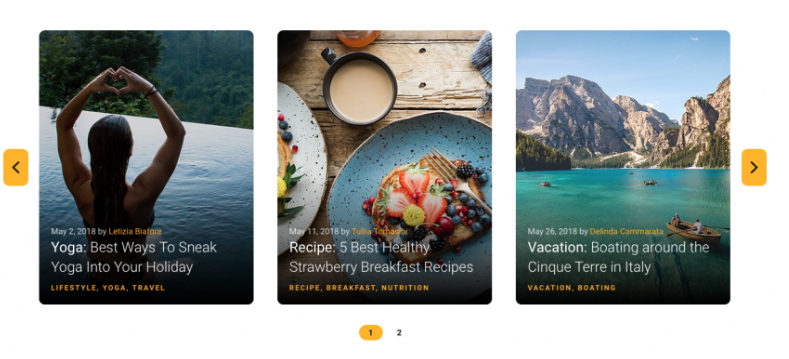 May 2, 2018 by Letizia Biafore
Yoga: Best Ways To Sneak
Yoga Into Your Holiday
LIFESTYLE, YOGA, TRAVEL
May 11, 2018 by Tullia Tomasini
Recipe: 5 Best Healthy
Strawberry Breakfast Recipes
RECIPE, BREAKFAST, NUTRITION
May 26, 2018 by Delinda Cammarata
Vacation: Boating around the
Cinque Terre in Italy
VACATION, BOATING
1 2